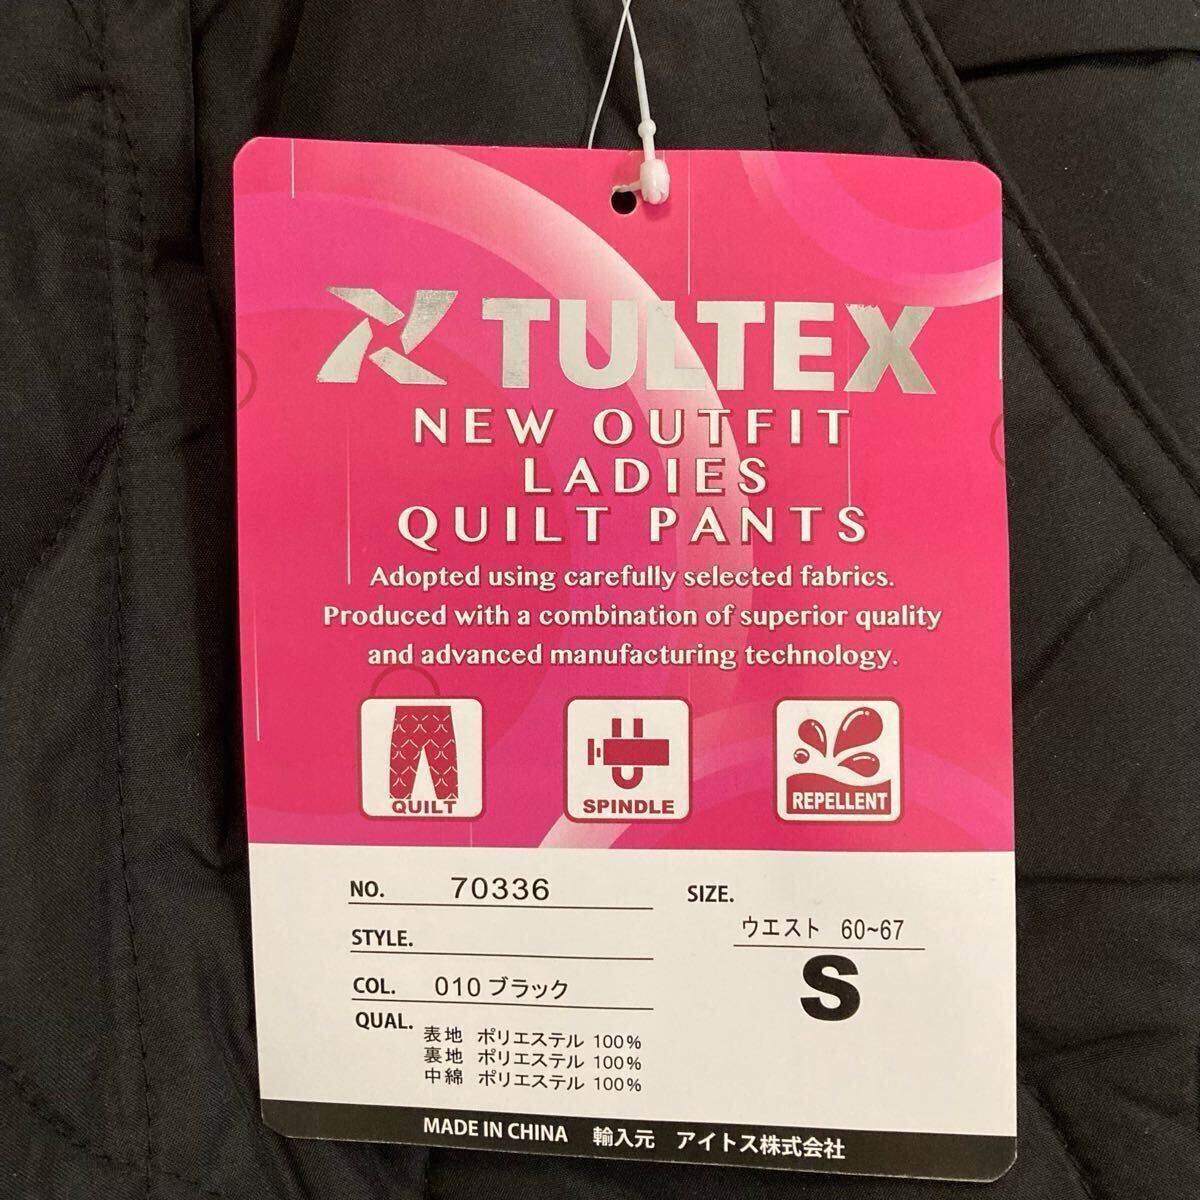 TULTEX
NEW OUTFIT
LADIES
QUILT PANTS
Adopted using carefully selected fabrics.
Produced with a combination of superior quality
and advanced manufacturing technology.
QUILT
SPINDLE
REPELLENT
NO. 70336
STYLE.
COL. 010 ブラック
QUAL. 表地 ポリエステル 100%
裏地 ポリエステル 100%
中綿 ポリエステル 100%
SIZE.
ウエスト 60~67
S
MADE IN CHINA 輸入元 アイトス株式会社